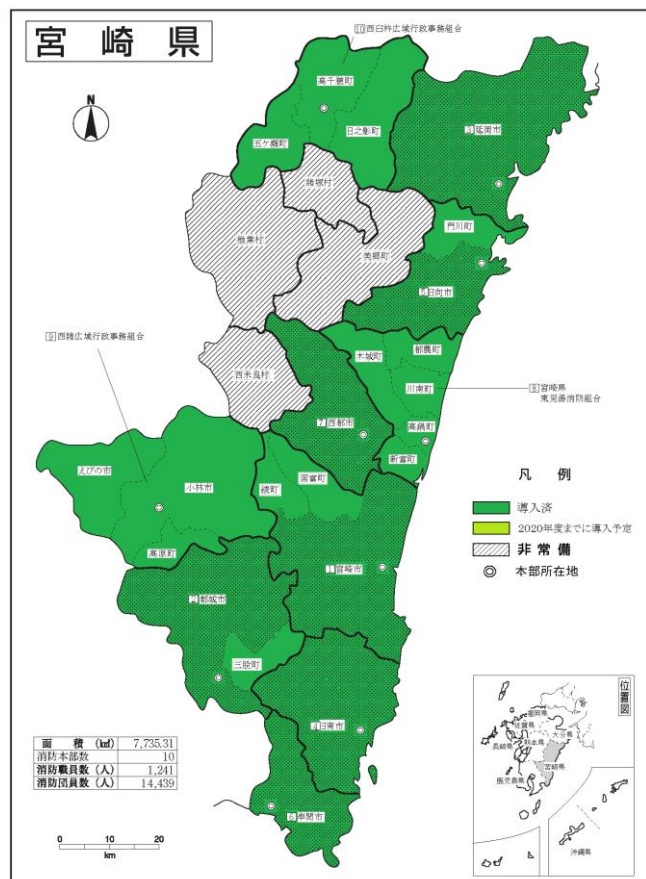 宮崎県
10 西臼杵広域行政事務組合
高千穂町
N
3 延岡市
日之影町
五ケ瀬町
諸塚村
門川町
椎葉村
美郷町
5 日向市
9 西諸広域行政事務組合
木城町
都農町
西米良村
川南町
8 宮崎県
東児湯消防組合
7 西都市
高鍋町
新富町
えびの市
国富町
綾町
小林市
凡例
導入済
2020年度までに導入予定
高原町
非常備
1 宮崎市
本部所在地
2 都城市
三股町
位置図
福岡県
佐賀県
大分県
長崎県
熊本県
宮崎県
鹿児島県
沖縄県
4 日南市
面積 (㎢) 7,735.31
消防本部数 10
消防職員数 (人) 1,241
消防団員数 (人) 14,439
6 串間市
0 10 20
km